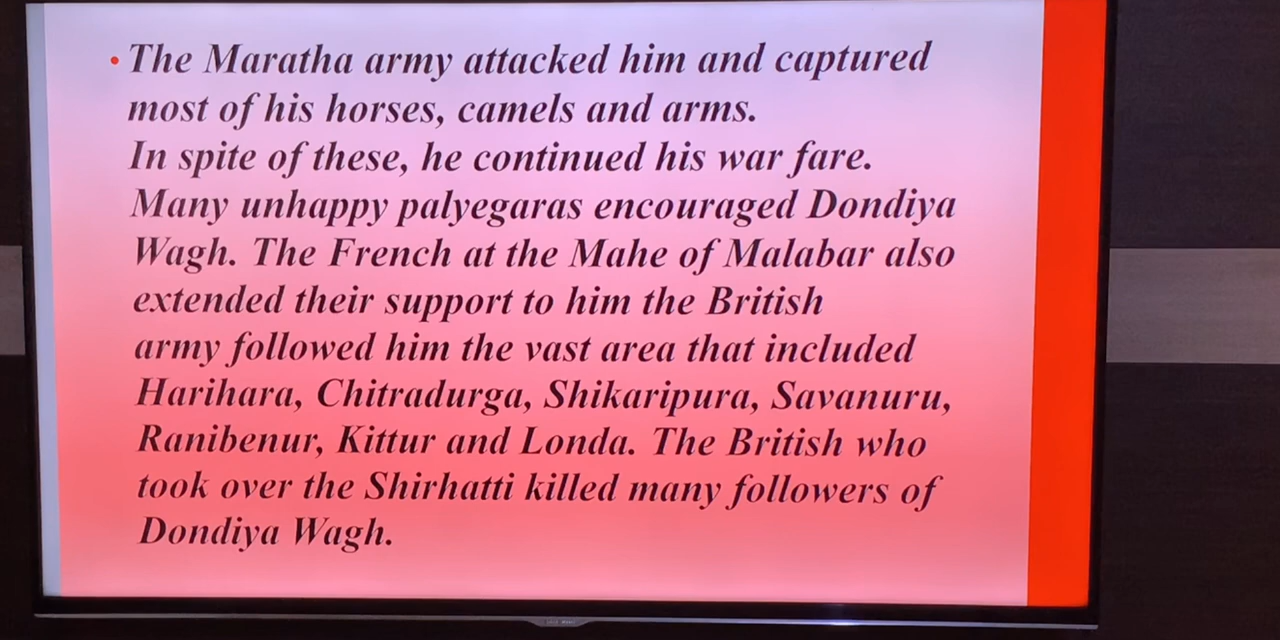 • The Maratha army attacked him and captured
most of his horses, camels and arms.
In spite of these, he continued his war fare.
Many unhappy palyegaras encouraged Dondiya
Wagh. The French at the Mahe of Malabar also
extended their support to him the British
army followed him the vast area that included
Harihara, Chitradurga, Shikaripura, Savanuru,
Ranibenur, Kittur and Londa. The British who
took over the Shirhatti killed many followers of
Dondiya Wagh.